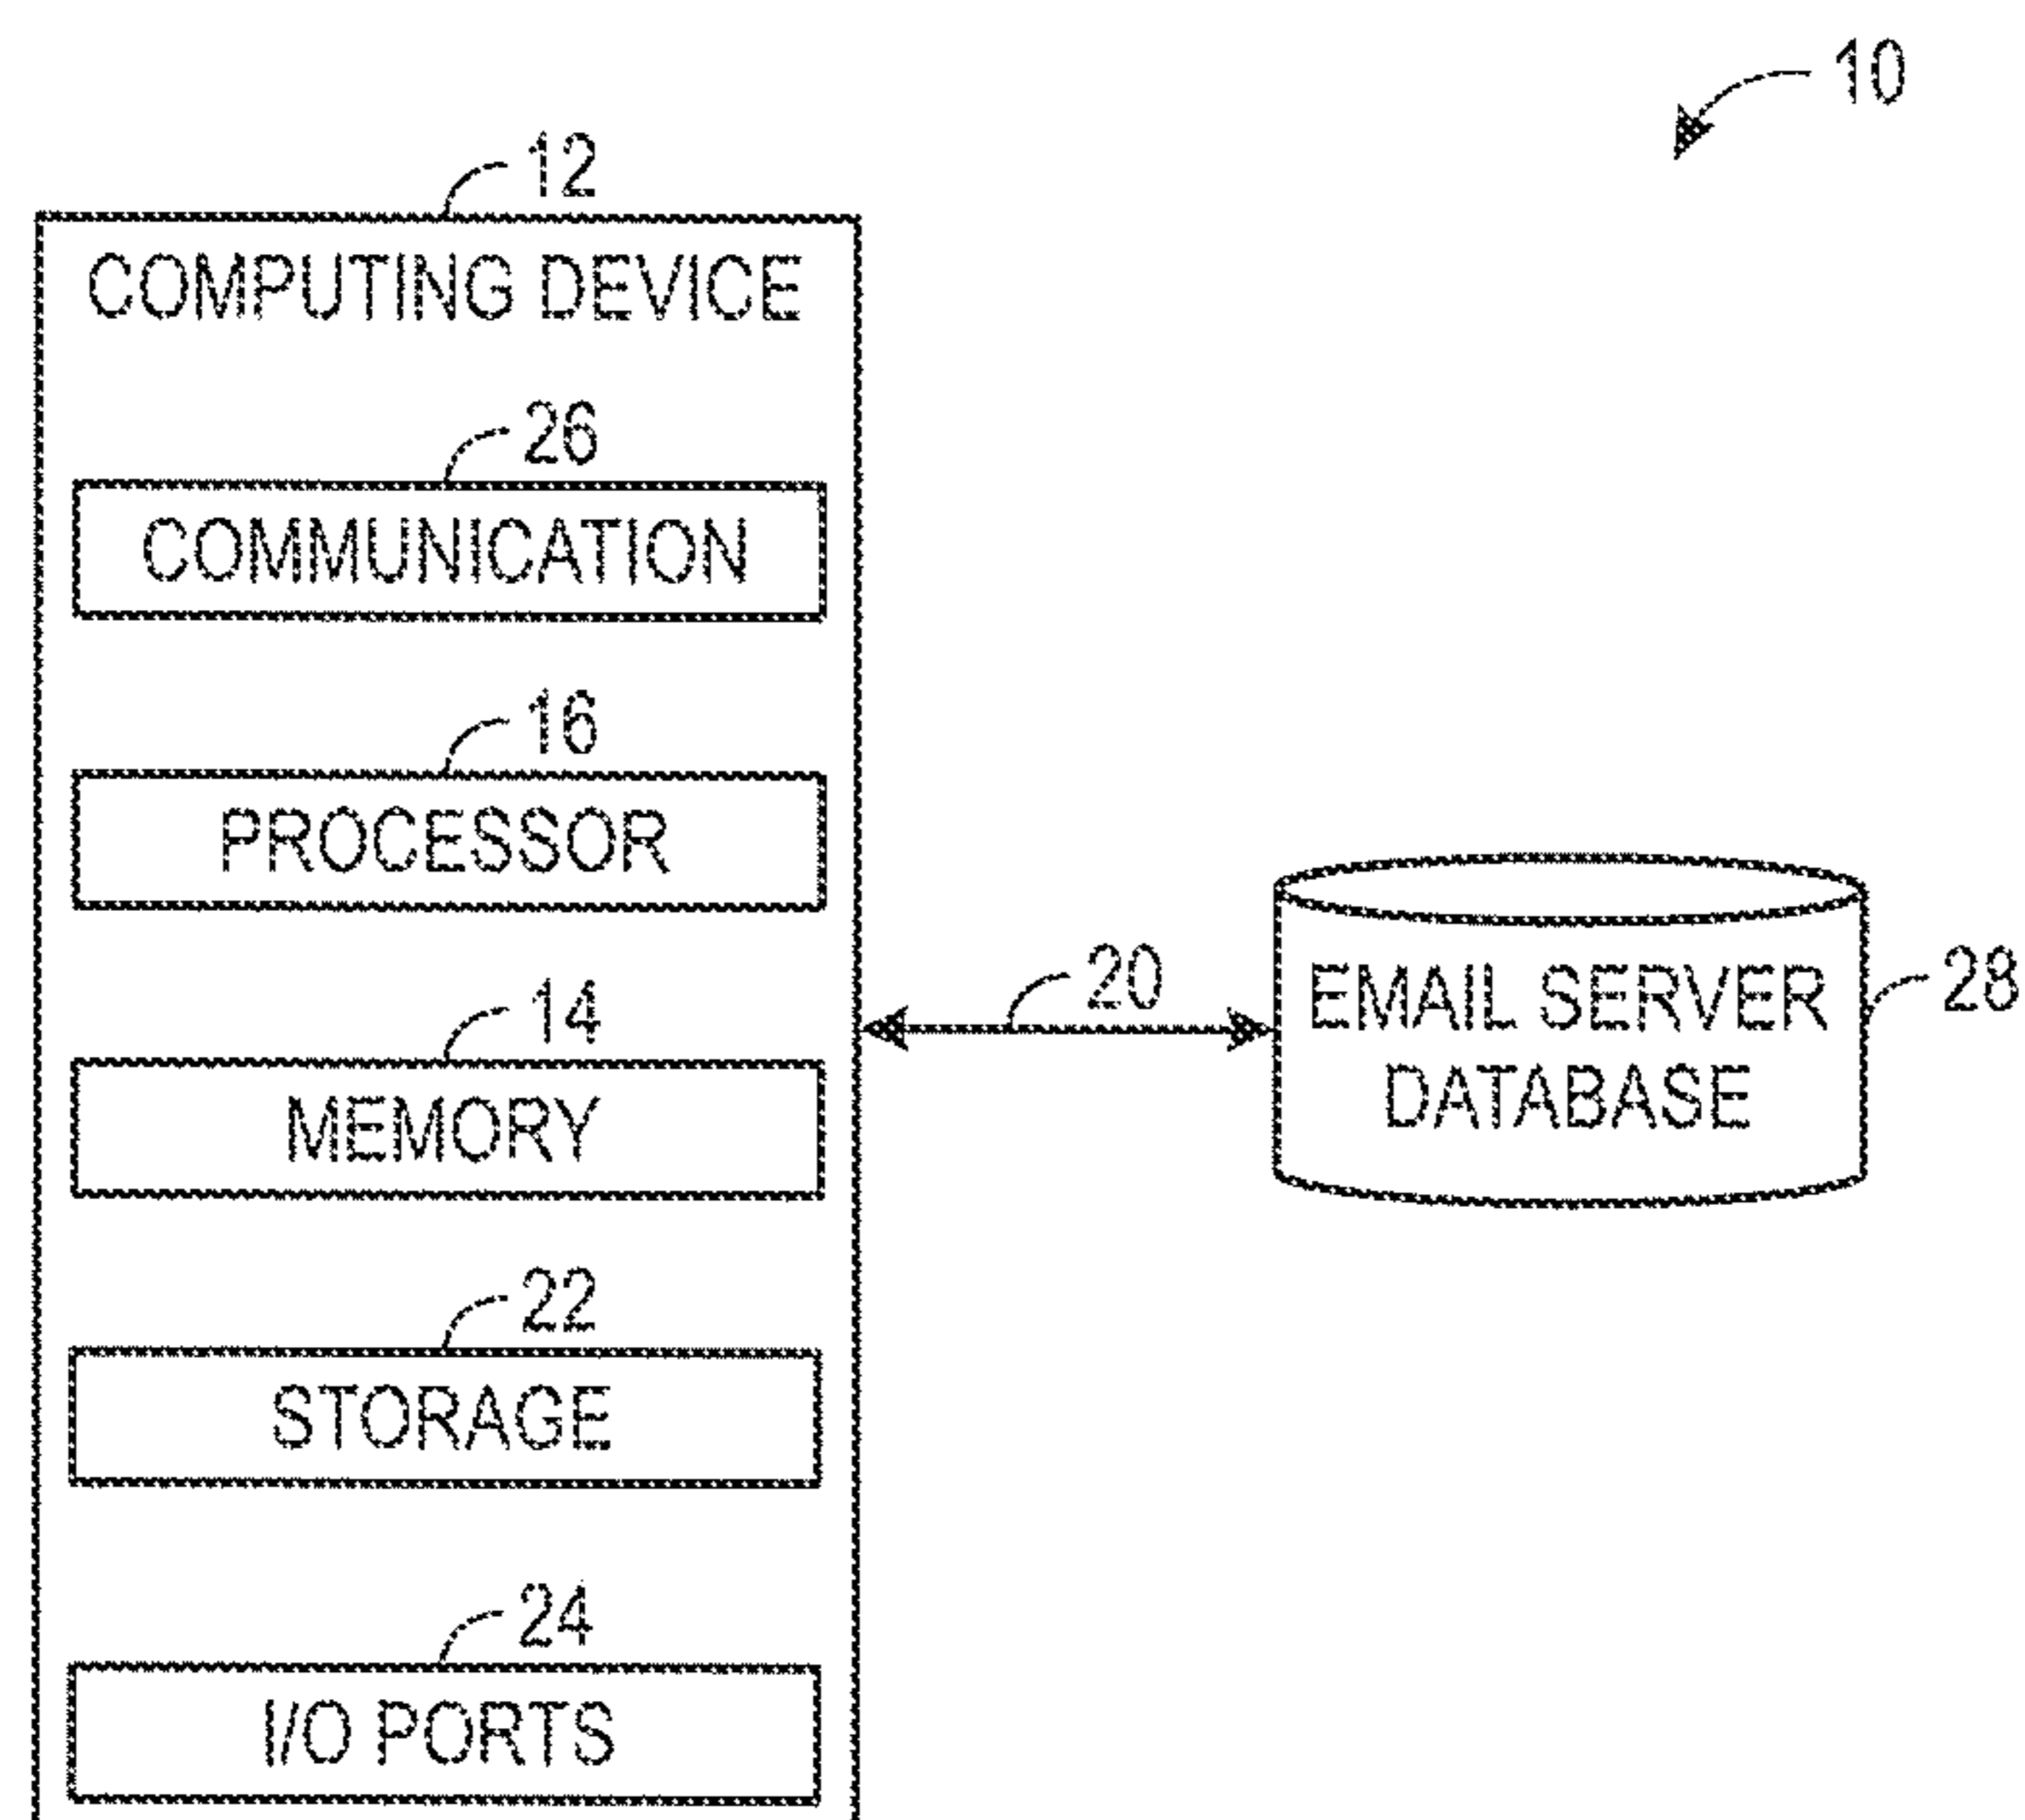 10
12
COMPUTING DEVICE
26
COMMUNICATION
16
PROCESSOR
14
MEMORY
20
EMAIL SERVER
DATABASE
28
22
STORAGE
24
I/O PORTS